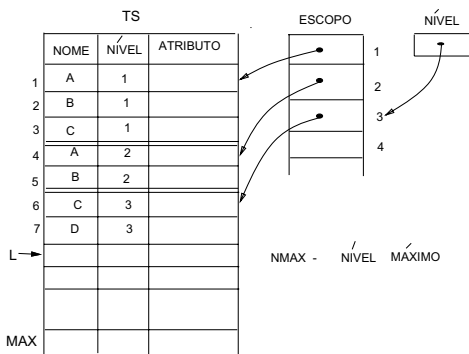 TS
ESCOPO
NÍVEL
NOME NÍVEL ATRIBUTO
1 A 1
2 B 1
3 C 1
4 A 2
5 B 2
6 C 3
7 D 3
L
MAX
1
2
3
4
NMAX - NÍVEL MÁXIMO